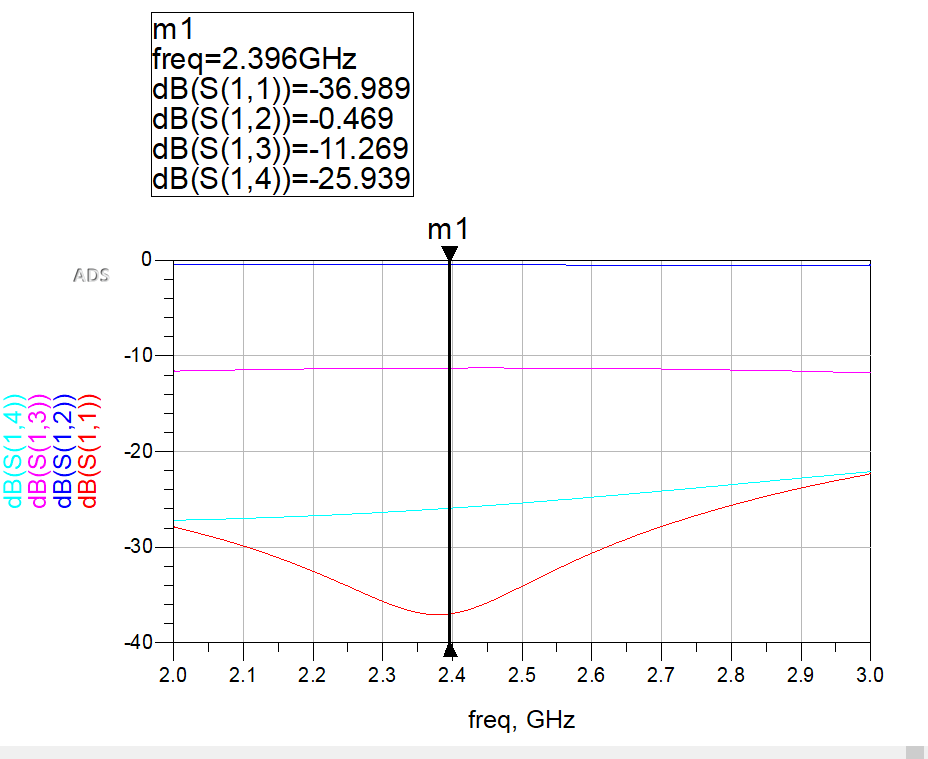 m1
freq=2.396GHz
dB(S(1,1))=-36.989
dB(S(1,2))=-0.469
dB(S(1,3))=-11.269
dB(S(1,4))=-25.939
m1
ADS
0
-10
-20
-30
-40
dB(S(1,4))
dB(S(1,3))
dB(S(1,2))
dB(S(1,1))
2.0 2.1 2.2 2.3 2.4 2.5 2.6 2.7 2.8 2.9 3.0
freq, GHz